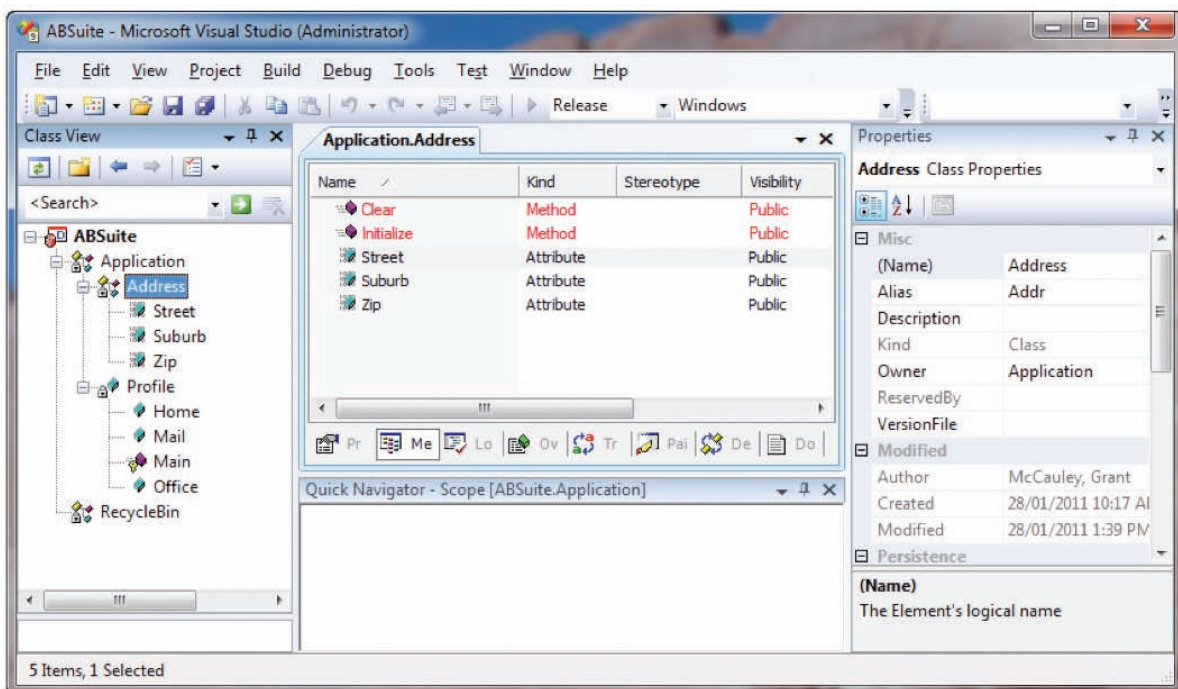 ABSuite - Microsoft Visual Studio (Administrator)
File Edit View Project Build Debug Tools Test Window Help
Release Windows
Class View
<Search>
ABSuite
Application
Address
Street
Suburb
Zip
Profile
Home
Mail
Main
Office
RecycleBin
Application.Address
Name Kind Stereotype Visibility
Clear Method Public
Initialize Method Public
Street Attribute Public
Suburb Attribute Public
Zip Attribute Public
Pr Me Lo Ov Tr Pai De Do
Quick Navigator - Scope [ABSuite.Application]
Properties
Address Class Properties
Misc
(Name) Address
Alias Addr
Description
Kind Class
Owner Application
ReservedBy
VersionFile
Modified
Author McCauley, Grant
Created 28/01/2011 10:17 AI
Modified 28/01/2011 1:39 PM
Persistence
(Name)
The Element's logical name
5 Items, 1 Selected